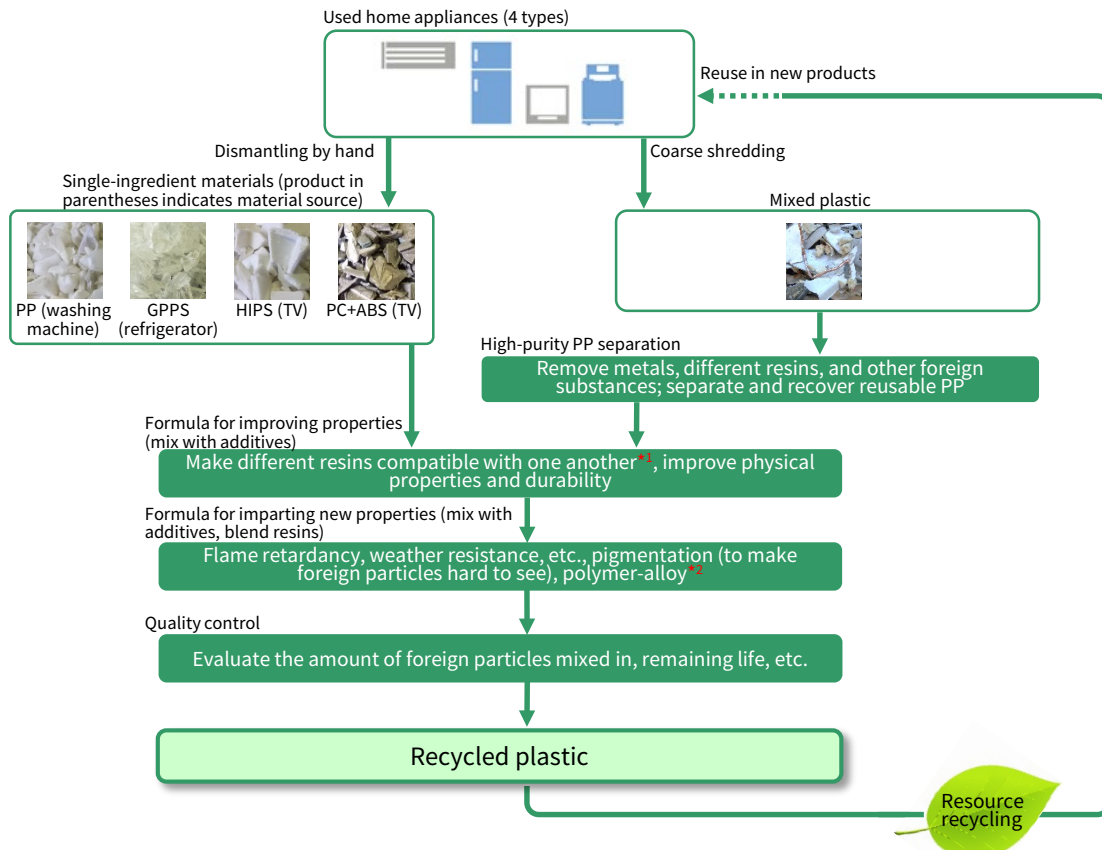 Used home appliances (4 types)
Reuse in new products
Dismantling by hand
Coarse shredding
Single-ingredient materials (product in
parentheses indicates material source)
Mixed plastic
PP (washing
machine)
GPPS
(refrigerator)
HIPS (TV)
PC+ABS (TV)
High-purity PP separation
Remove metals, different resins, and other foreign
substances; separate and recover reusable PP
Formula for improving properties
(mix with additives)
Make different resins compatible with one another*1, improve physical
properties and durability
Formula for imparting new properties (mix with
additives, blend resins)
Flame retardancy, weather resistance, etc., pigmentation (to make
foreign particles hard to see), polymer-alloy*2
Quality control
Evaluate the amount of foreign particles mixed in, remaining life, etc.
Recycled plastic
Resource
recycling